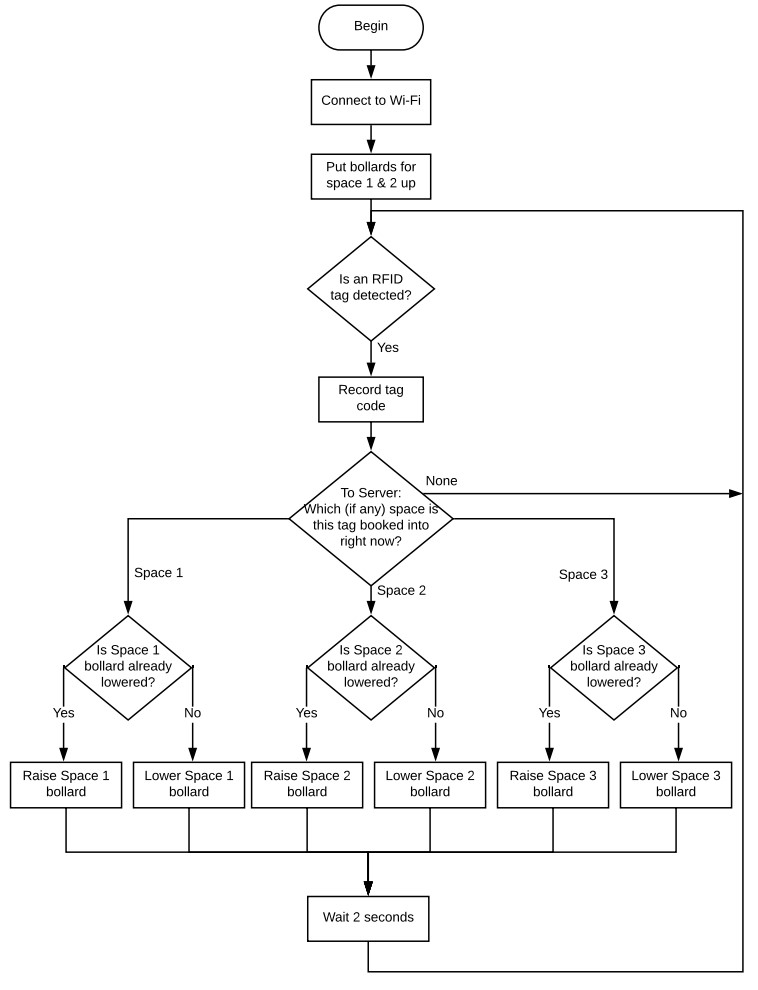 Begin
Connect to Wi-Fi
Put bollards for
space 1 & 2 up
Is an RFID
tag detected?
Yes
Record tag
code
None
To Server:
Which (if any) space is
this tag booked into
right now?
Space 1
Space 2
Space 3
Is Space 1
bollard already
lowered?
Is Space 2
bollard already
lowered?
Is Space 3
bollard already
lowered?
Yes
No
Yes
No
Yes
No
Raise Space 1
bollard
Lower Space 1
bollard
Raise Space 2
bollard
Lower Space 2
bollard
Raise Space 3
bollard
Lower Space 3
bollard
Wait 2 seconds